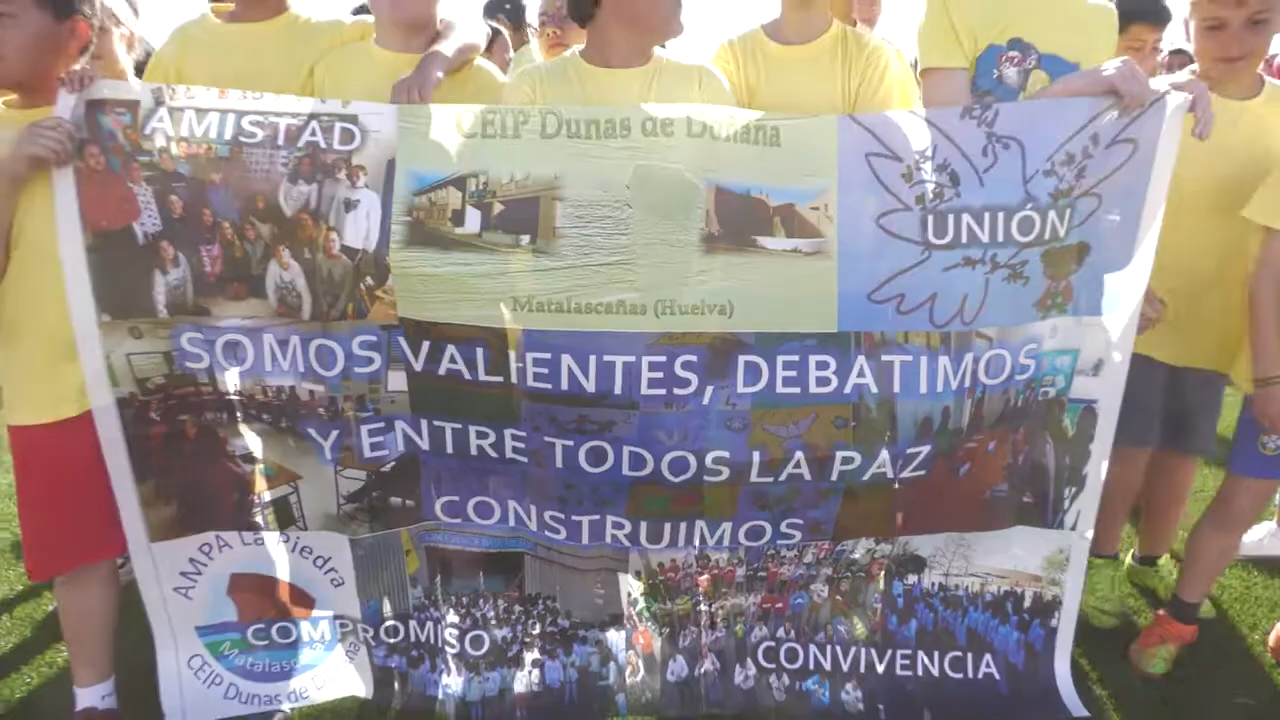 AMISTAD
CEIP Dunas de Doñana
UNIÓN
Matalascañas (Huelva)
SOMOS VALIENTES, DEBATIMOS
Y ENTRE TODOS LA PAZ
CONSTRUIMOS
AMPA La Piedra
COMPROMISO
CEIP Dunas de
CONVIVENCIA